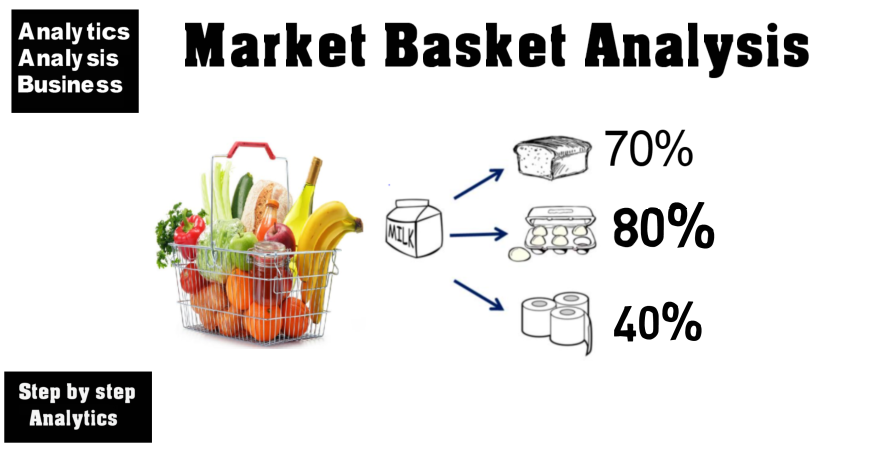 Analytics
Analysis
Business
Market Basket Analysis
70%
MILK
80%
40%
Step by step
Analytics